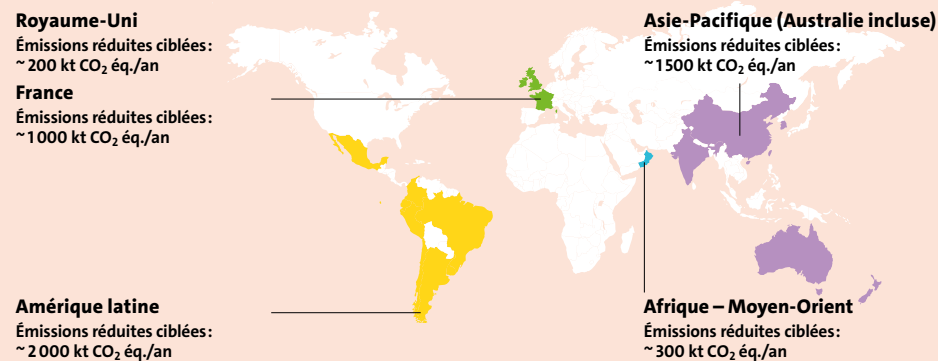 Royaume-Uni
Émissions réduites ciblées:
~200 kt CO₂ éq./an
France
Émissions réduites ciblées:
~1000 kt CO₂ éq./an
Amérique latine
Émissions réduites ciblées:
~2 000 kt CO₂ éq./an
Asie-Pacifique (Australie incluse)
Émissions réduites ciblées:
~1500 kt CO₂ éq./an
Afrique – Moyen-Orient
Émissions réduites ciblées:
~300 kt CO₂ éq./an